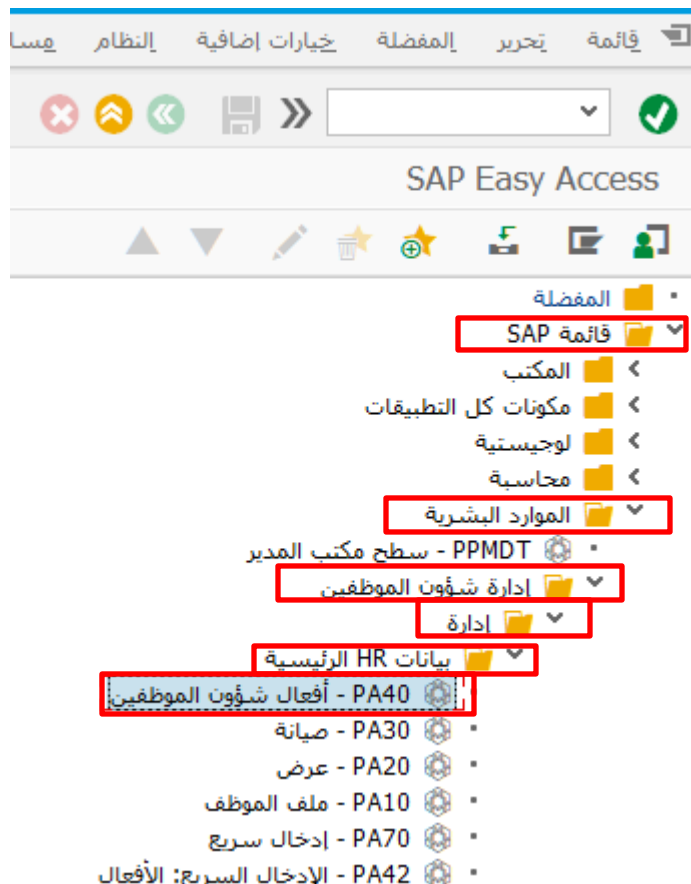 قائمة تحرير المفضلة خيارات إضافية النظام
SAP Easy Access
المفضلة
قائمة SAP
المكتب
مكونات كل التطبيقات
لوجيستية
محاسبة
الموارد البشرية
PPMDT - سطح مكتب المدير
إدارة شؤون الموظفين
إدارة
بيانات HR الرئيسية
PA40 - أفعال شؤون الموظفين
PA30 - صيانة
PA20 - عرض
PA10 - ملف الموظف
PA70 - إدخال سريع
PA42 - الإدخال السريع: الأفعال